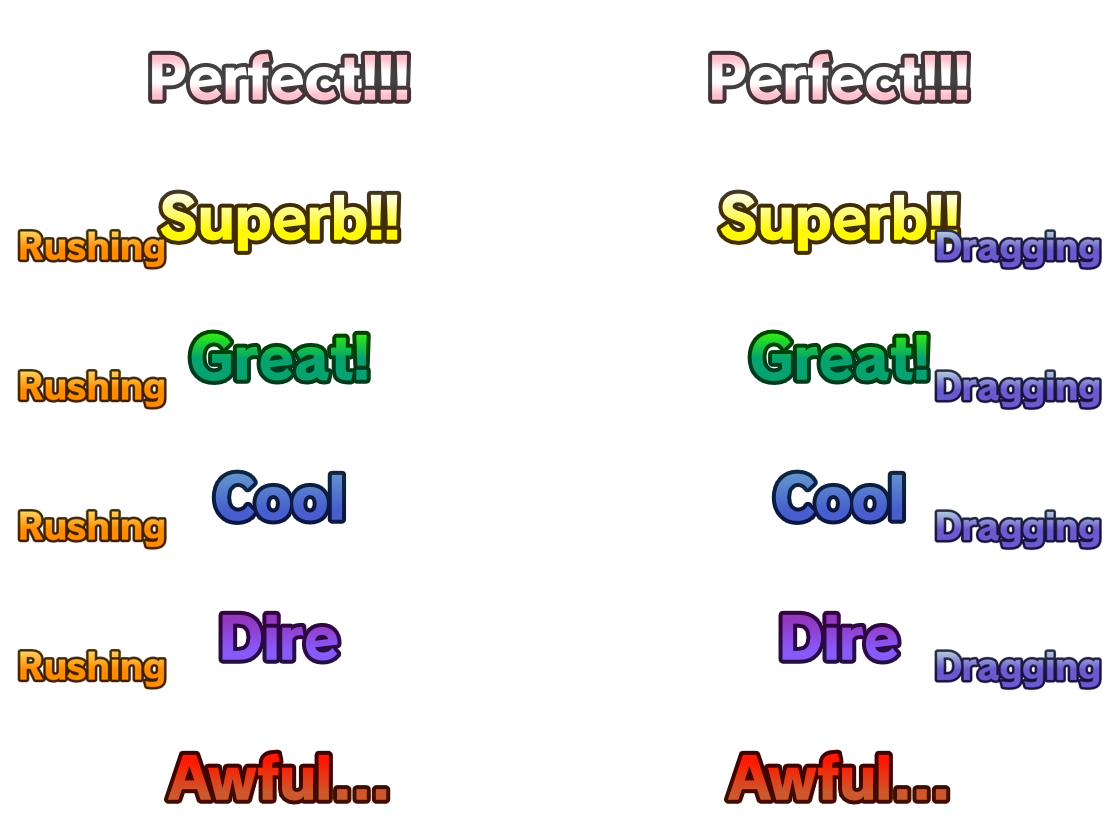 Perfect!!! Perfect!!!
Superb!! Superb!!
Rushing Dragging
Great! Great!
Rushing Dragging
Cool Cool
Rushing Dragging
Dire Dire
Rushing Dragging
Awful... Awful...